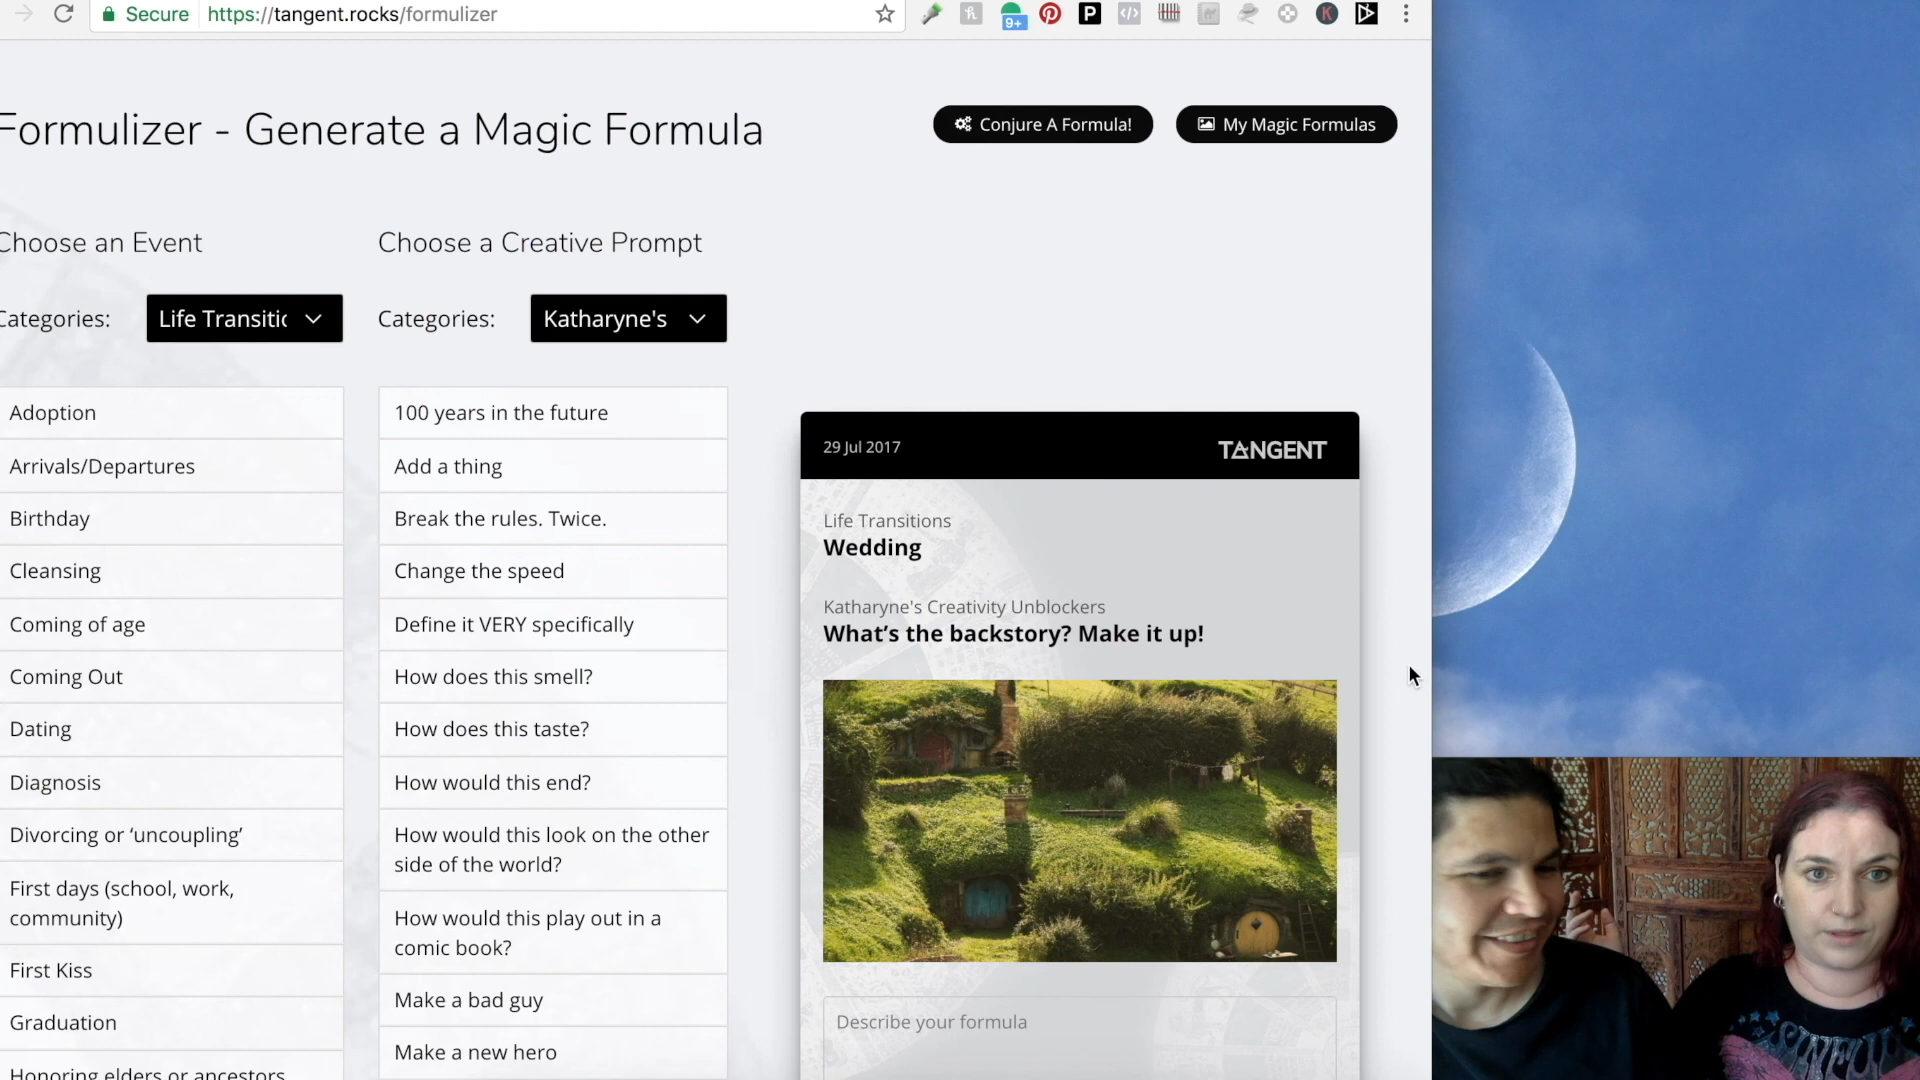 Secure https://tangent.rocks/formulizer
9+
Formulizer - Generate a Magic Formula
Conjure A Formula!
My Magic Formulas
Choose an Event
Choose a Creative Prompt
Categories:
Life Transitic
Categories:
Katharyne's
Adoption
Arrivals/Departures
Birthday
Cleansing
Coming of age
Coming Out
Dating
Diagnosis
Divorcing or ‘uncoupling’
First days (school, work,
community)
First Kiss
Graduation
Honoring elders or ancestors
100 years in the future
Add a thing
Break the rules. Twice.
Change the speed
Define it VERY specifically
How does this smell?
How does this taste?
How would this end?
How would this look on the other
side of the world?
How would this play out in a
comic book?
Make a bad guy
Make a new hero
29 Jul 2017
TANGENT
Life Transitions
Wedding
Katharyne's Creativity Unblockers
What’s the backstory? Make it up!
Describe your formula